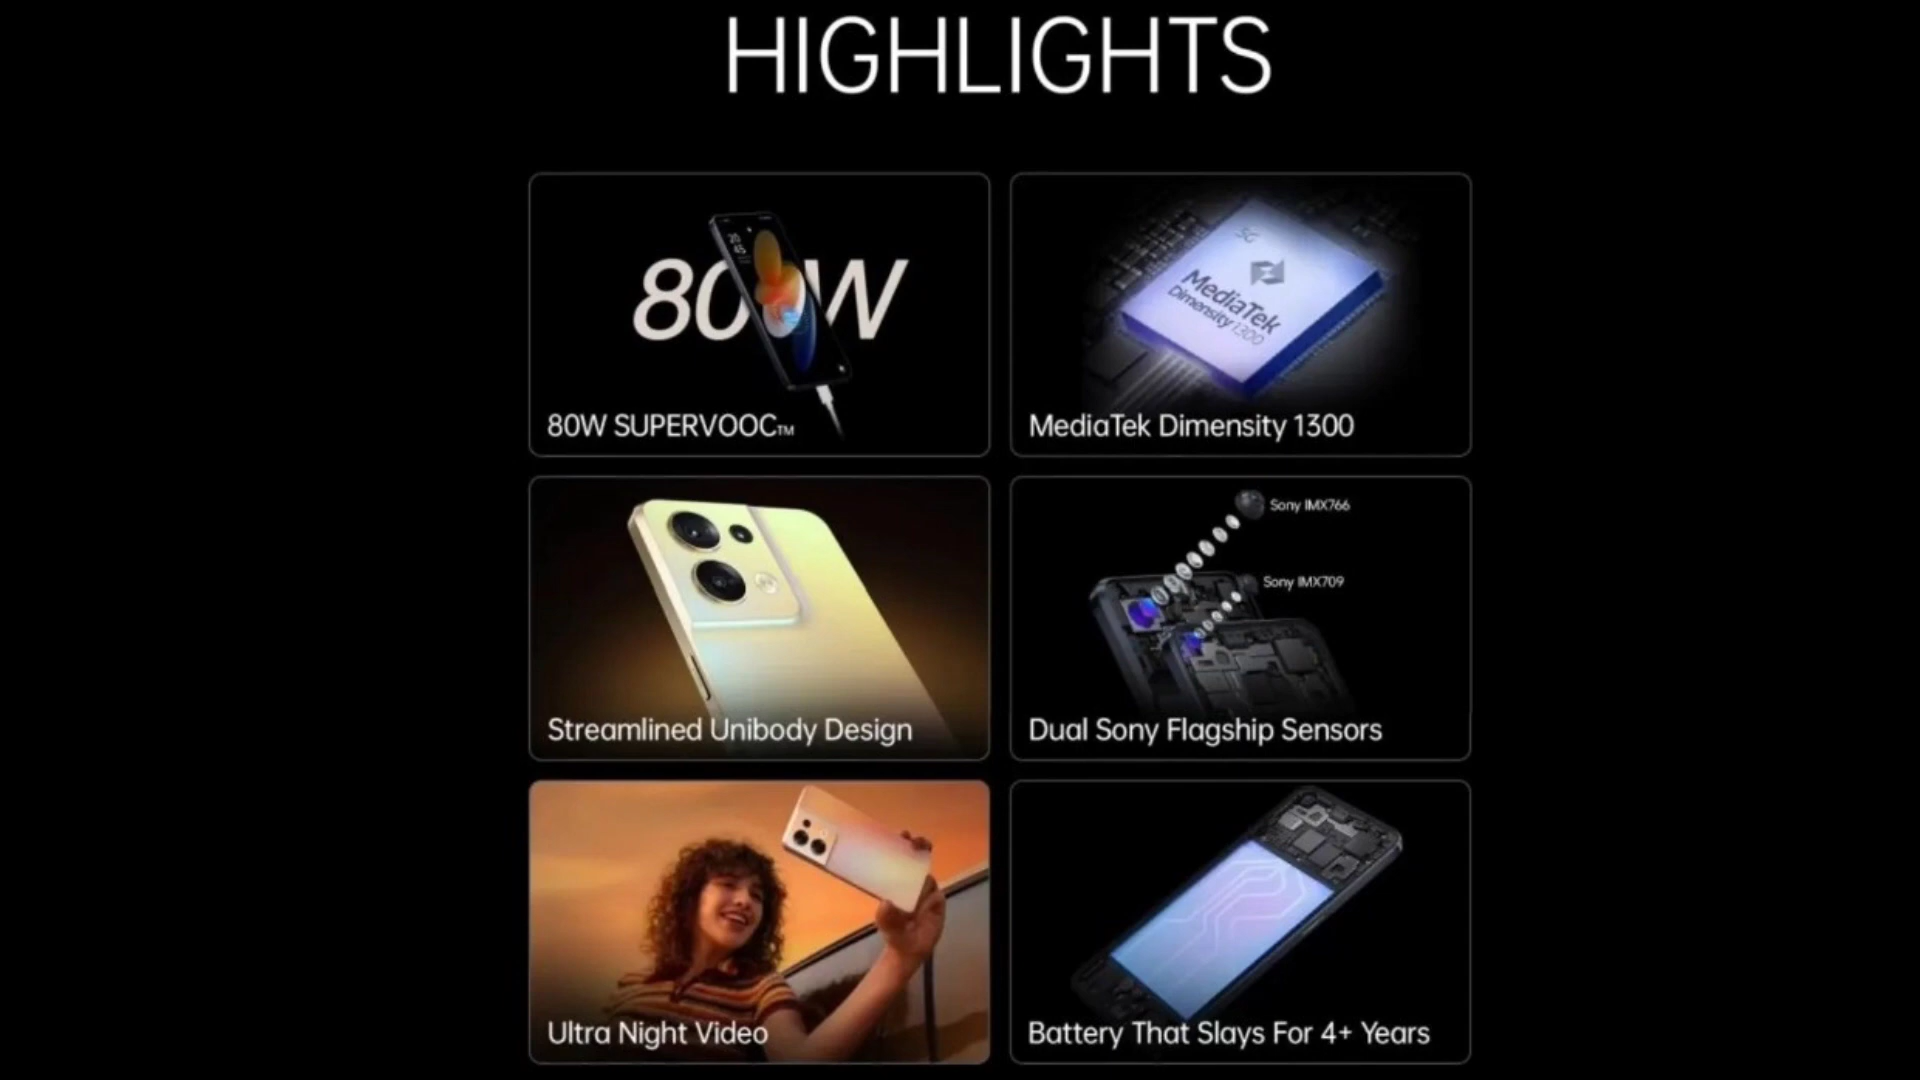 HIGHLIGHTS
80W
80W SUPERVOOC™
5G
MediaTek
Dimensity 1300
MediaTek Dimensity 1300
Streamlined Unibody Design
Sony IMX766
Sony IMX709
Dual Sony Flagship Sensors
Ultra Night Video
Battery That Slays For 4+ Years